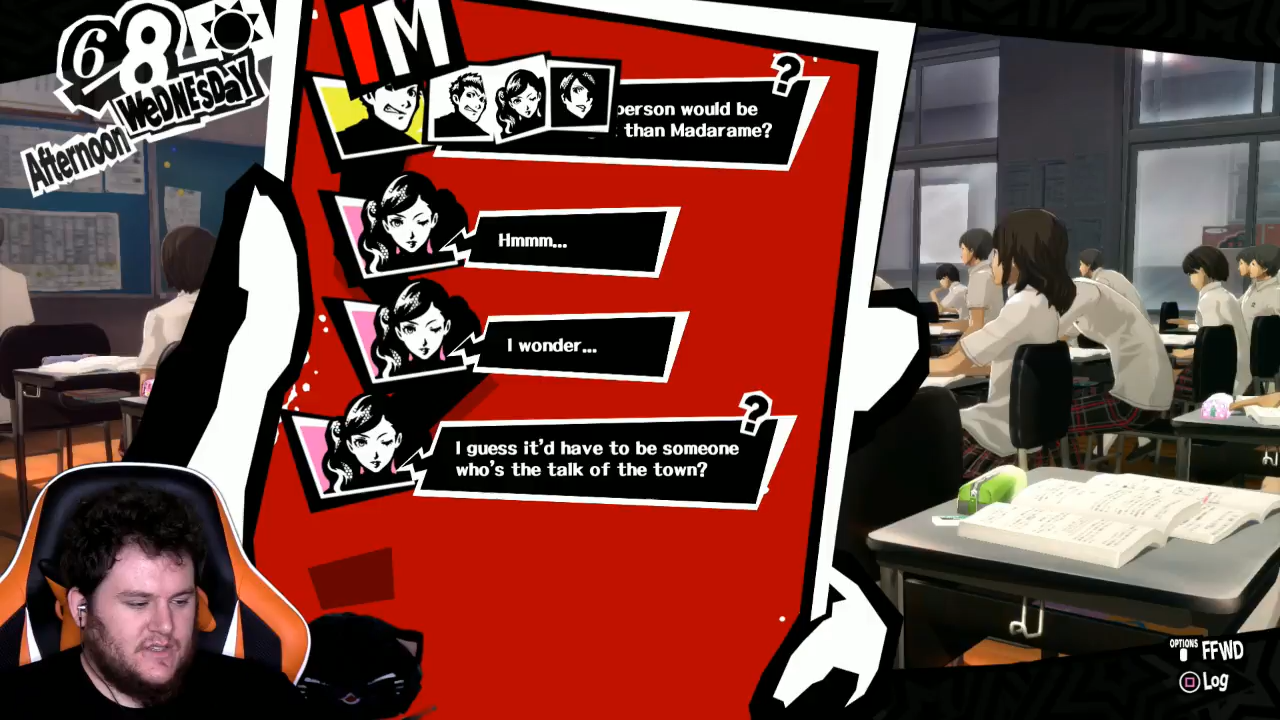 6/8
WeDNESDaY
Afternoon
IM
?
person would be
than Madarame?
Hmmm...
I wonder...
?
I guess it'd have to be someone
who's the talk of the town?
OPTIONS FFWD
Log